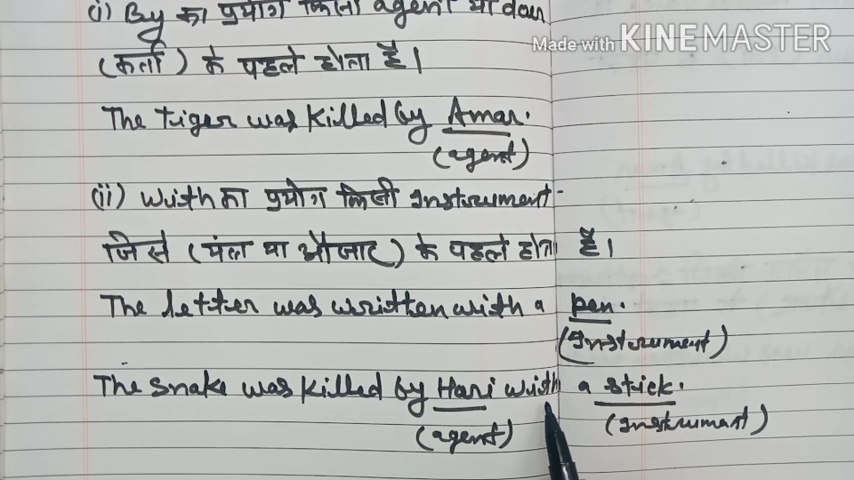 (i) By का प्रयोग किसी agent या doer
Made with KINEMASTER
(कर्ता) के पहले होता है।
The tiger was killed by Amar.
(agent)
(ii) with का प्रयोग किसी Instrument
जिसे (यंत्र या औजार) के पहले होता है।
The letter was written with a pen.
(Instrument)
The snake was killed by Hari with a stick.
(agent) (Instrument)